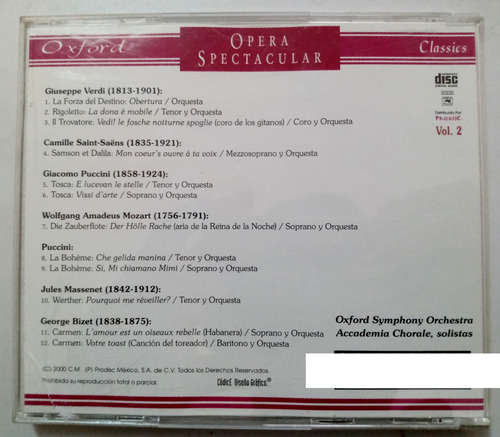 Oxford
OPERA
SPECTACULAR
Classics
COMPACT
disc
DIGITAL AUDIO
Giuseppe Verdi (1813-1901):
1. La Forza del Destino: Obertura / Orquesta
2. Rigoletto: La dona è mobile / Tenor y Orquesta
3. Il Trovatore: Vedi! le fosche notturne spoglie (coro de los gitanos) / Coro y Orquesta
Distribuido Por:
Vol. 2
Camille Saint-Saëns (1835-1921):
4. Samson et Dalila: Mon coeur's ouvre à ta voix / Mezzosoprano y Orquesta
Giacomo Puccini (1858-1924):
5. Tosca: E lucevan le stelle / Tenor y Orquesta
6. Tosca: Vissi d'arte / Soprano y Orquesta
Wolfgang Amadeus Mozart (1756-1791):
7. Die Zauberflote: Der Hölle Rache (aria de la Reina de la Noche) / Soprano y Orquesta
Puccini:
8. La Bohème: Che gelida manina / Tenor y Orquesta
9. La Bohème: Si, Mi chiamano Mimi / Soprano y Orquesta
Jules Massenet (1842-1912):
10. Werther: Pourquoi me réveiller? / Tenor y Orquesta
George Bizet (1838-1875):
11. Carmen: L'amour est un oiseaux rebelle (Habanera) / Soprano y Orquesta
12. Carmen: Votre toast (Canción del toreador) / Baritono y Orquesta
Oxford Symphony Orchestra
Accademia Chorale, solistas
(C) 2000 C.M. (P) Prodisc México, S.A. de C.V. Todos los Derechos Reservados.
Prohibida su reproducción total o parcial.
CódicE Diseño Gráfico.®